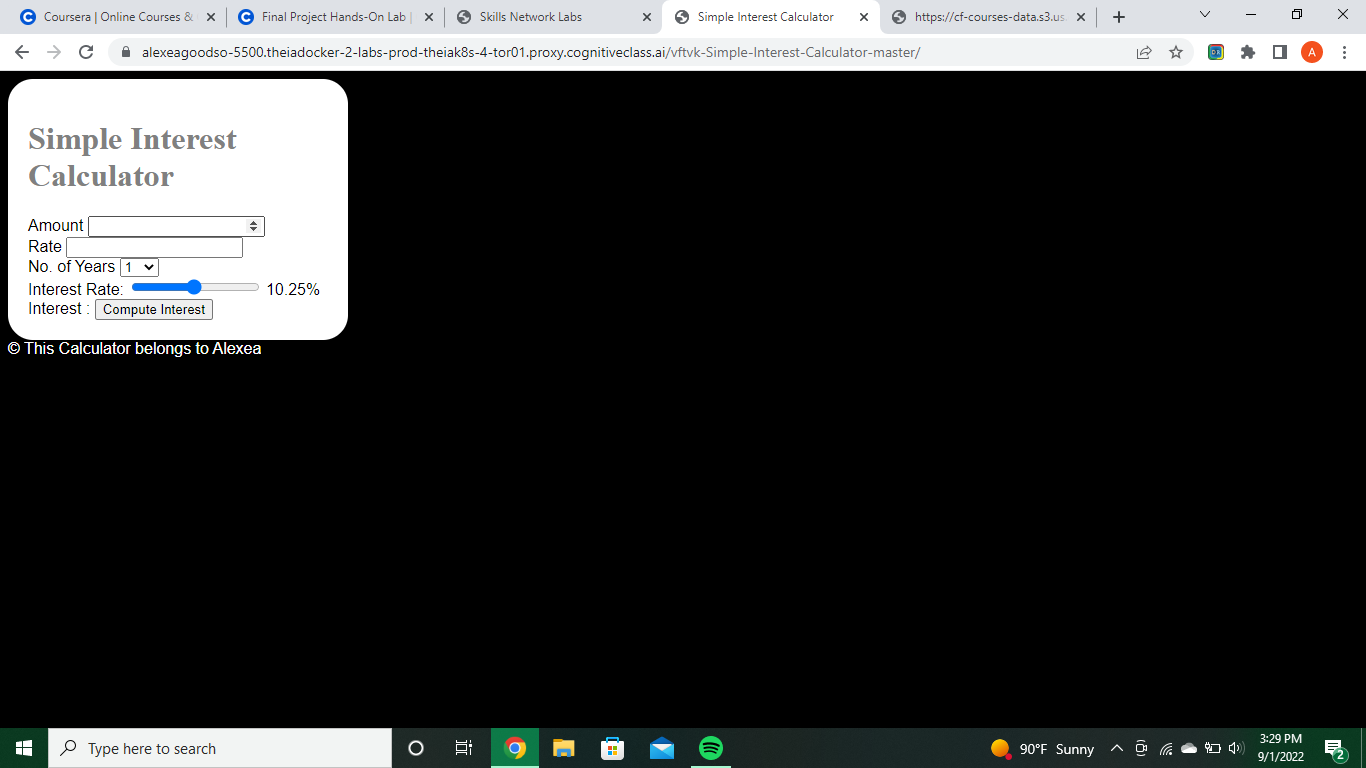 Coursera | Online Courses &
Final Project Hands-On Lab |
Skills Network Labs
Simple Interest Calculator
https://cf-courses-data.s3.us
alexeagoodso-5500.theiadocker-2-labs-prod-theiak8s-4-tor01.proxy.cognitiveclass.ai/vftvk-Simple-Interest-Calculator-master/
DB
A
Simple Interest
Calculator
Amount
Rate
No. of Years 1
Interest Rate: 10.25%
Interest : Compute Interest
© This Calculator belongs to Alexea
Type here to search
90°F Sunny
3:29 PM
9/1/2022
2